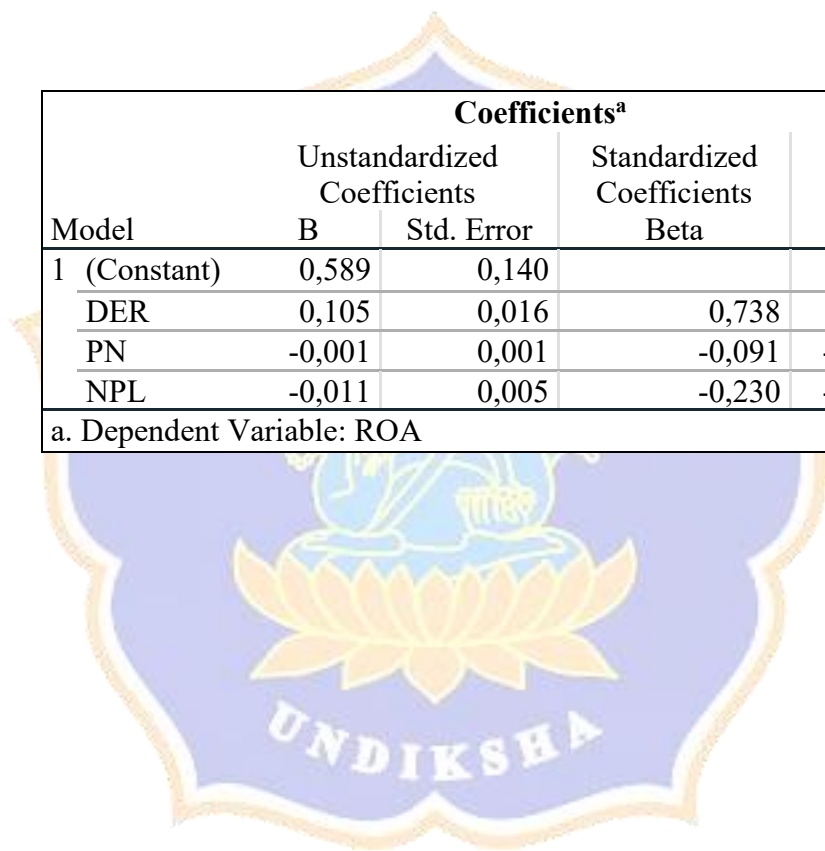 Coefficientsᵃ
Unstandardized Coefficients
Standardized Coefficients
Model B Std. Error Beta
1 (Constant) 0,589 0,140
DER 0,105 0,016 0,738
PN -0,001 0,001 -0,091 -
NPL -0,011 0,005 -0,230 -
a. Dependent Variable: ROA
UNDIKSHA